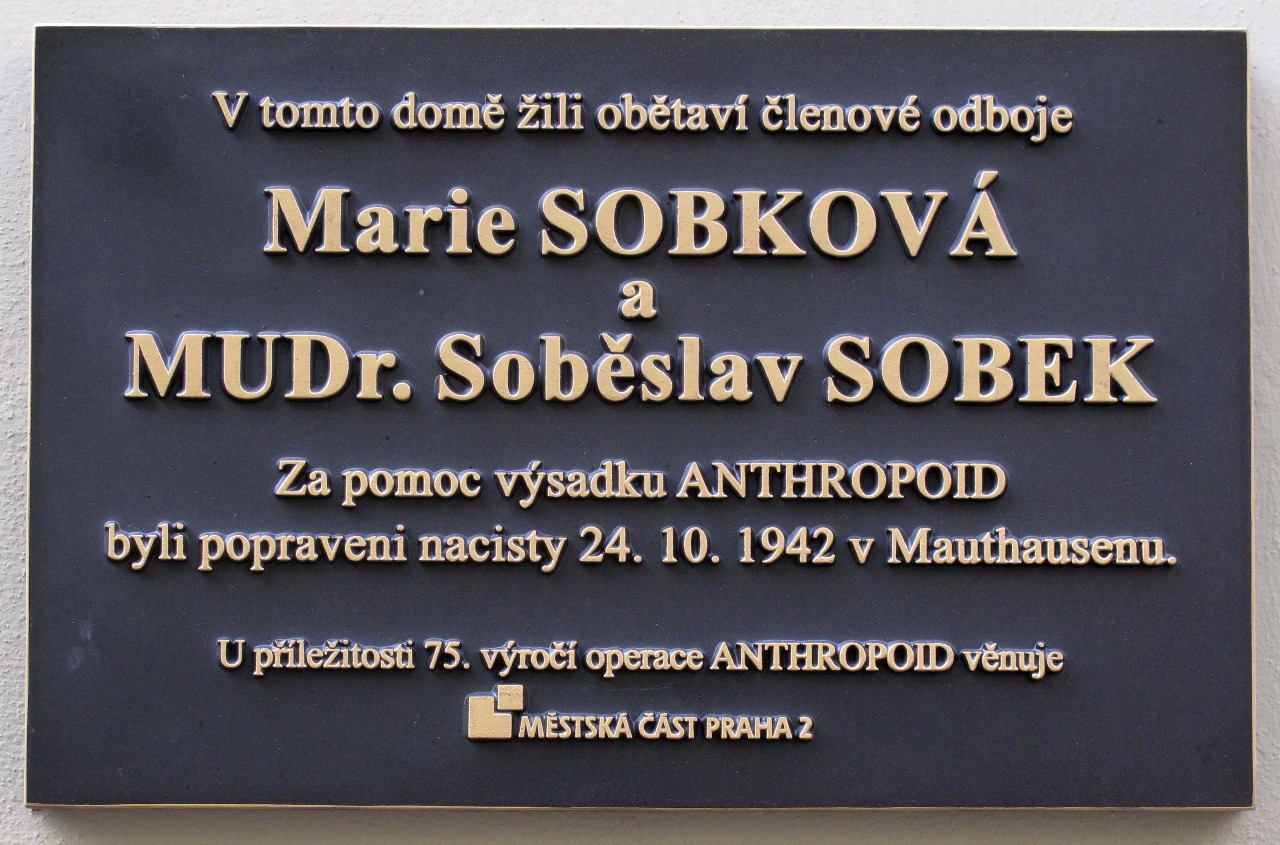 V tomto domě žili obětaví členové odboje
Marie SOBKOVÁ
a
MUDr. Soběslav SOBEK
Za pomoc výsadku ANTHROPOID
byli popraveni nacisty 24. 10. 1942 v Mauthausenu.
U příležitosti 75. výročí operace ANTHROPOID věnuje
MĚSTSKÁ ČÁST PRAHA 2